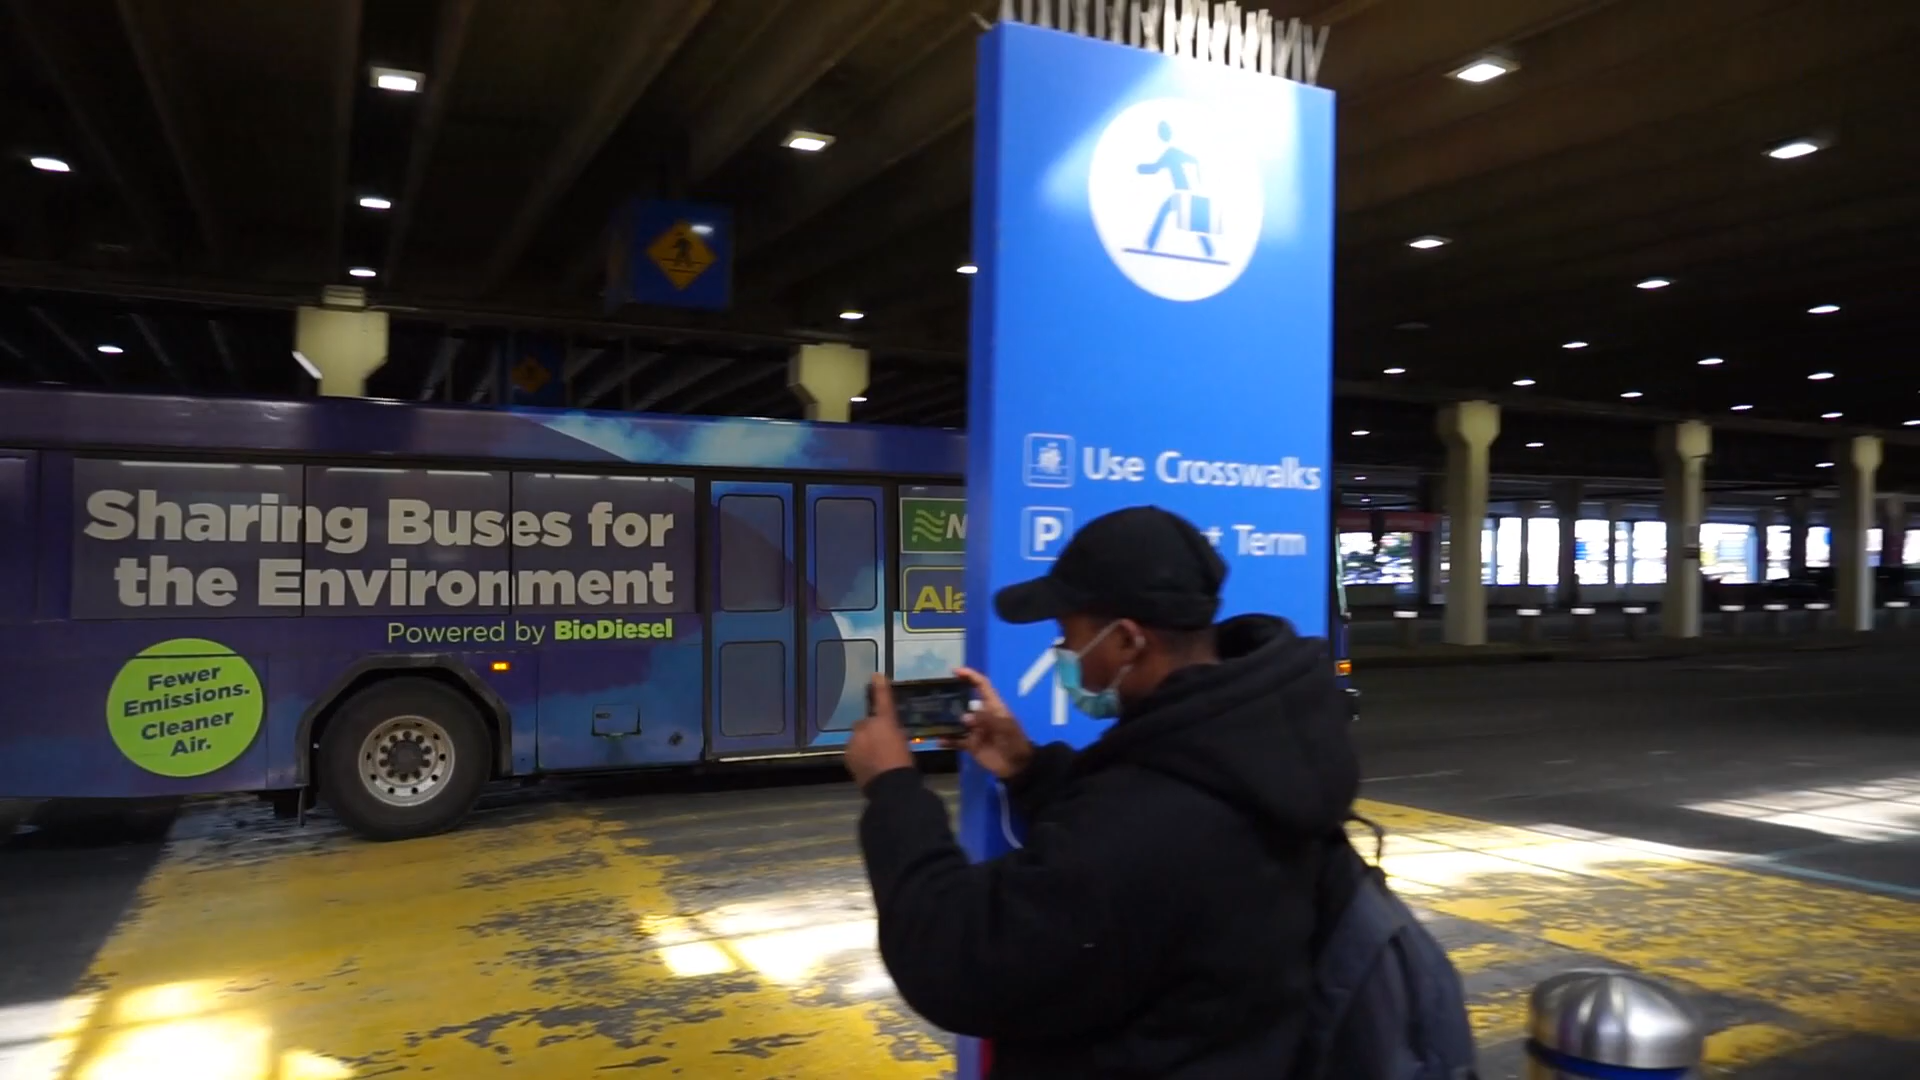 Sharing Buses for
the Environment
Powered by BioDiesel
Fewer
Emissions.
Cleaner
Air.
Use Crosswalks
P
Term